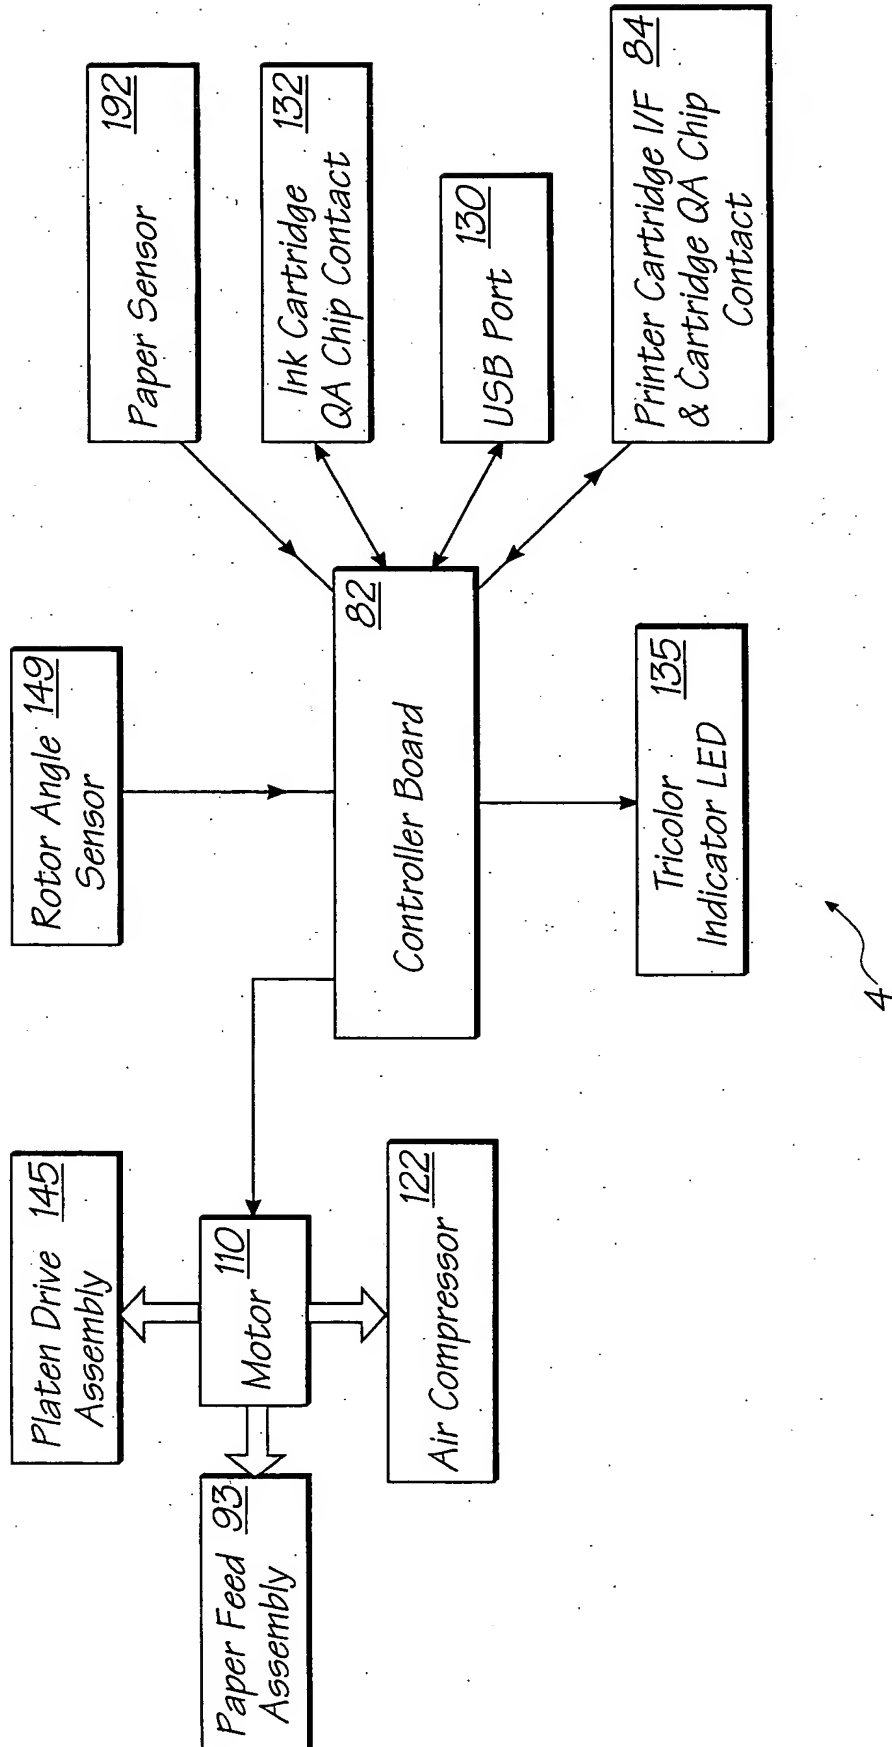 Paper Feed 93
Assembly
Platen Drive 145
Assembly
110
Motor
122
Air Compressor
Rotor Angle 149
Sensor
82
Controller Board
Tricolor 135
Indicator LED
192
Paper Sensor
Ink Cartridge 132
QA Chip Contact
130
USB Port
Printer Cartridge I/F 84
& Cartridge QA Chip
Contact
4